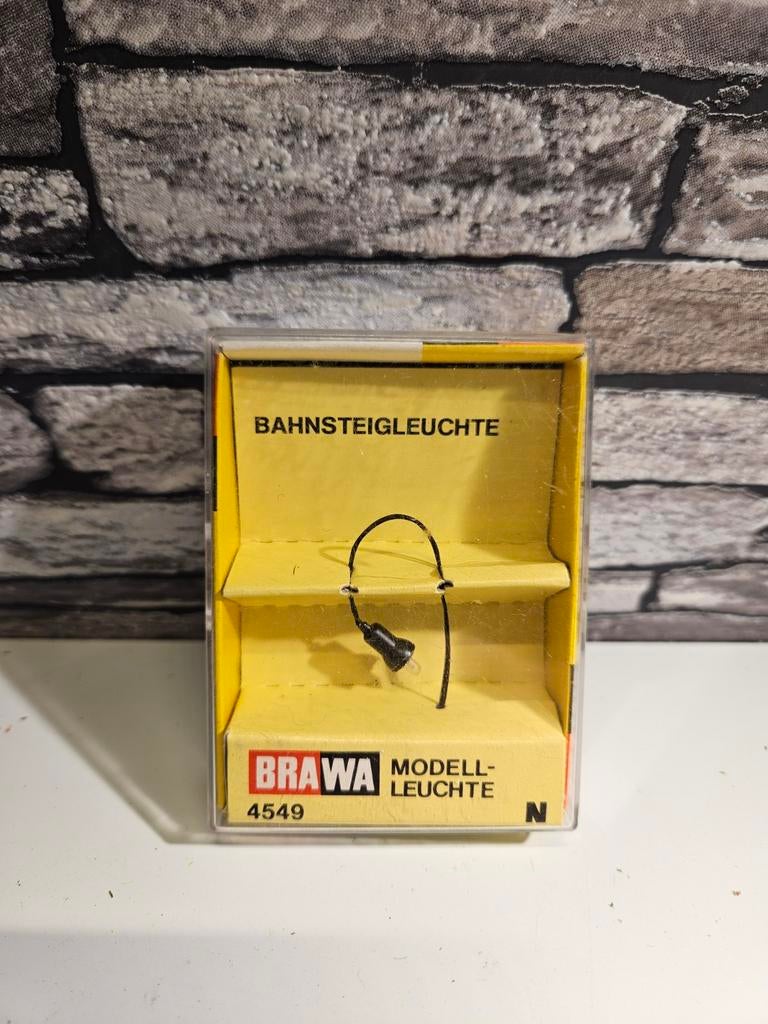 BAHNSTEIGLEUCHTE
BRAWA
MODELL-
LEUCHTE
4549
N